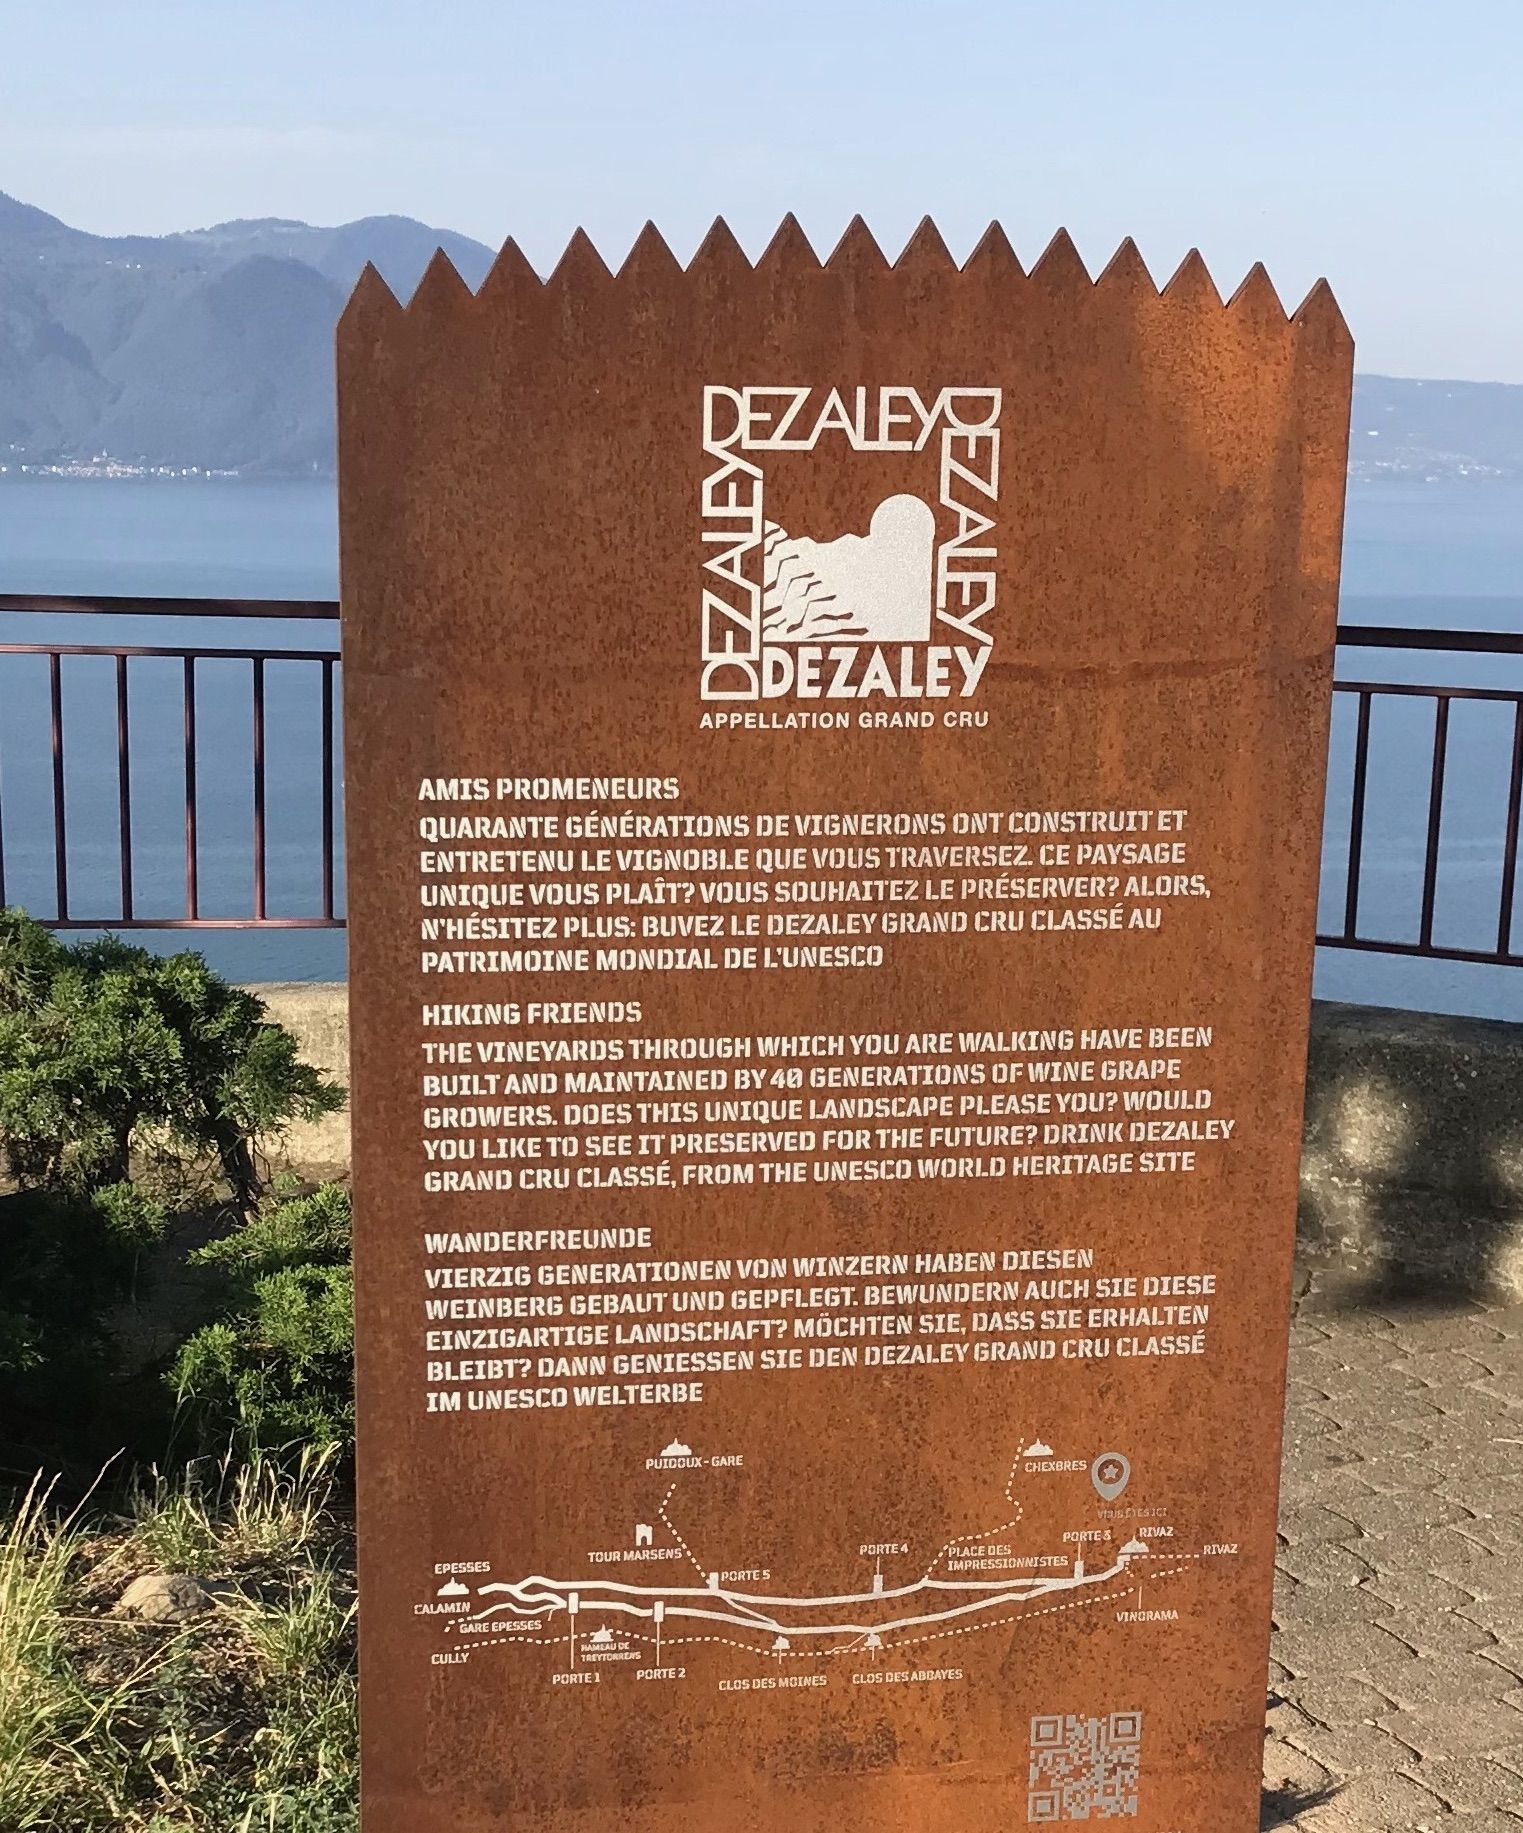 DEZALEY
DEZALEY
DEZALEY
DEZALEY
APPELLATION GRAND CRU
AMIS PROMENEURS
QUARANTE GÉNÉRATIONS DE VIGNERONS ONT CONSTRUIT ET
ENTRETENU LE VIGNOBLE QUE VOUS TRAVERSEZ. CE PAYSAGE
UNIQUE VOUS PLAÎT? VOUS SOUHAITEZ LE PRÉSERVER? ALORS,
N'HÉSITEZ PLUS: BUVEZ LE DEZALEY GRAND CRU CLASSÉ AU
PATRIMOINE MONDIAL DE L'UNESCO
HIKING FRIENDS
THE VINEYARDS THROUGH WHICH YOU ARE WALKING HAVE BEEN
BUILT AND MAINTAINED BY 40 GENERATIONS OF WINE GRAPE
GROWERS. DOES THIS UNIQUE LANDSCAPE PLEASE YOU? WOULD
YOU LIKE TO SEE IT PRESERVED FOR THE FUTURE? DRINK DEZALEY
GRAND CRU CLASSÉ, FROM THE UNESCO WORLD HERITAGE SITE
WANDERFREUNDE
VIERZIG GENERATIONEN VON WINZERN HABEN DIESEN
WEINBERG GEBAUT UND GEPFLEGT. BEWUNDERN AUCH SIE DIESE
EINZIGARTIGE LANDSCHAFT? MÖCHTEN SIE, DASS SIE ERHALTEN
BLEIBT? DANN GENIESSEN SIE DEN DEZALEY GRAND CRU CLASSÉ
IM UNESCO WELTERBE
PUIDOUX-GARE
CHEXBRES
VOUS ÊTES ICI
TOUR MARSENS
PORTE 4
PLACE DES
IMPRESSIONNISTES
PORTE 3
RIVAZ
RIVAZ
EPESSES
PORTE 5
CALAMIN
GARE EPESSES
VINORAMA
CULLY
HAMEAU DE
TREYTORRENS
PORTE 1
PORTE 2
CLOS DES MOINES
CLOS DES ABBAYES